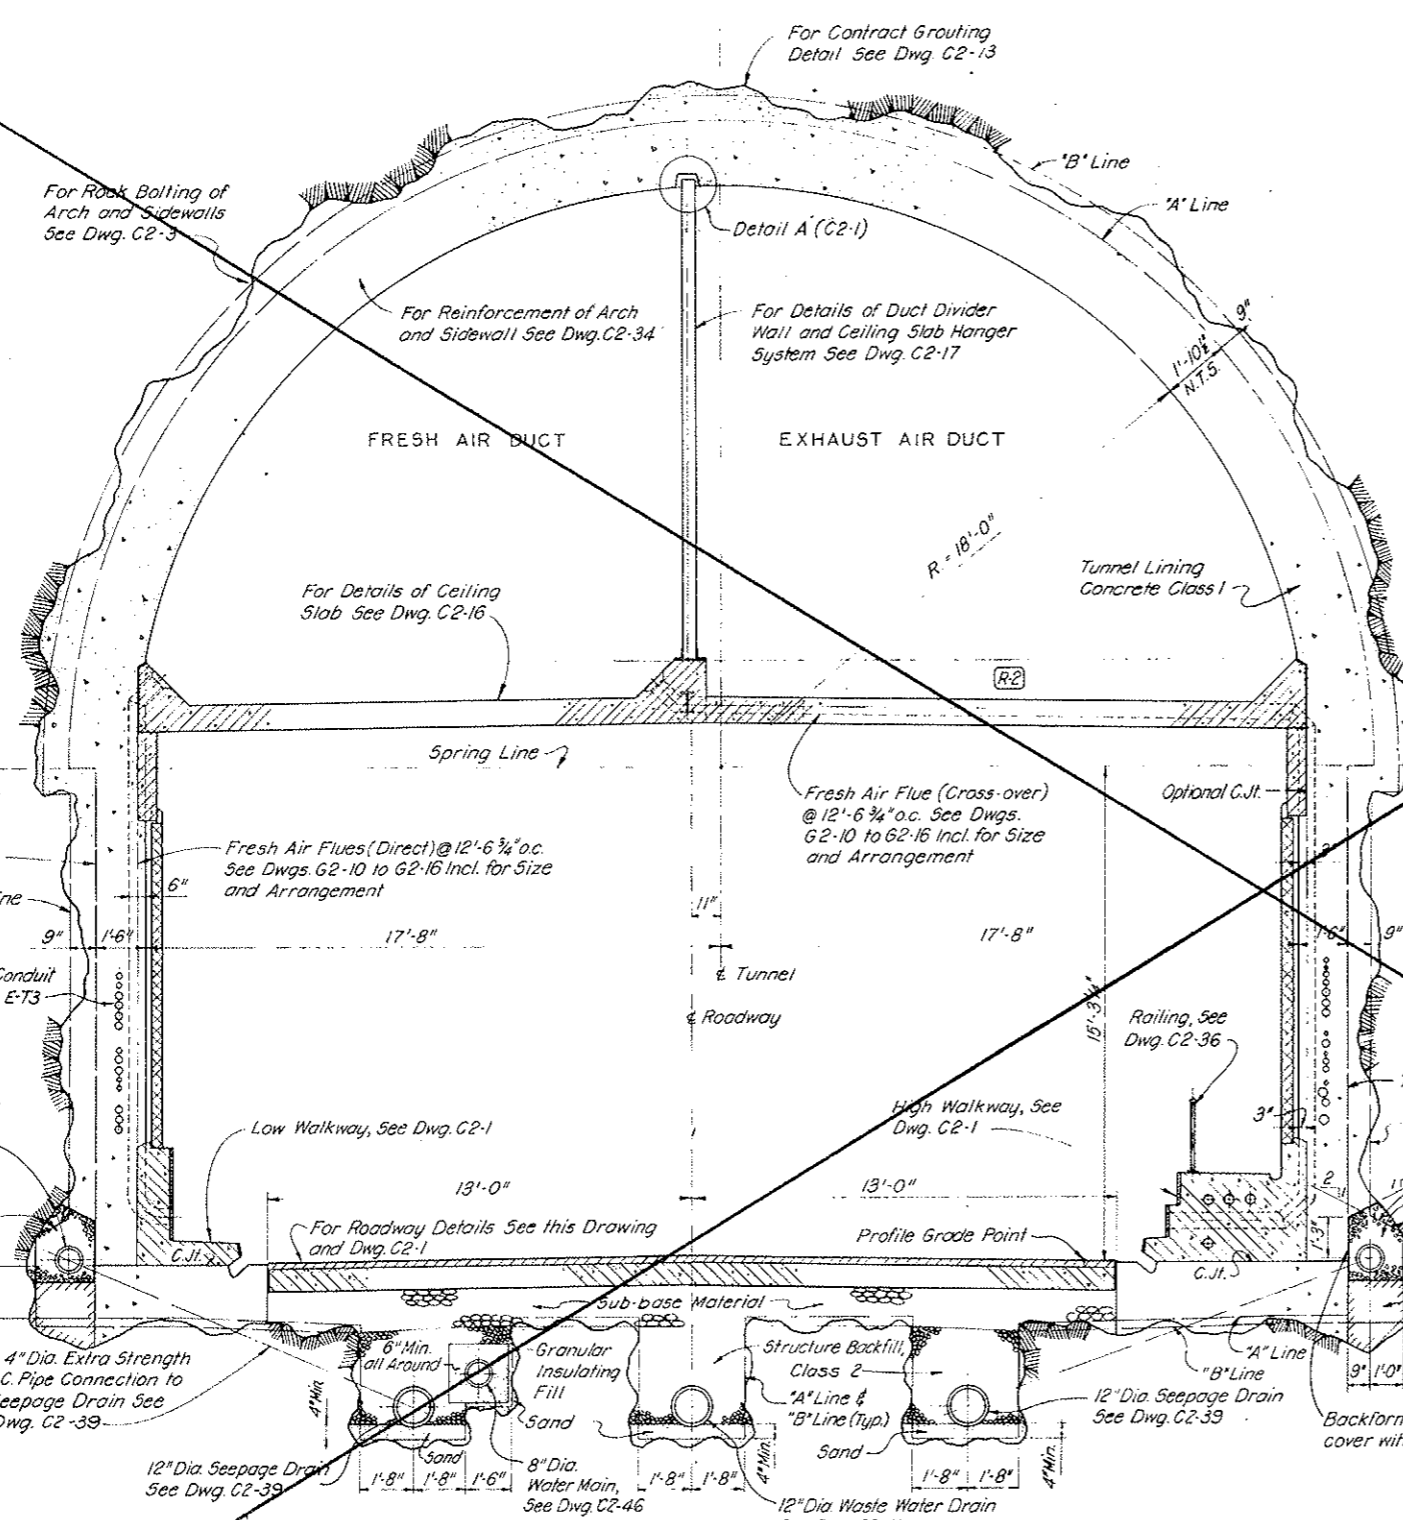 For Contract Grouting
Detail See Dwg. C2-13
"B" Line
"A" Line
For Rock Bolting of
Arch and Sidewalls
See Dwg. C2-3
Detail A (C2-1)
For Reinforcement of Arch
and Sidewall See Dwg. C2-34
For Details of Duct Divider
Wall and Ceiling Slab Hanger
System See Dwg. C2-17
9"
1'-10½"
N.T.S.
FRESH AIR DUCT
EXHAUST AIR DUCT
R. = 18'-0"
For Details of Ceiling
Slab See Dwg. C2-16
Tunnel Lining
Concrete Class 1
R-2
Spring Line
Fresh Air Flue (Cross-over)
@ 12'-6 ¾" o.c. See Dwgs.
G2-10 to G2-16 Incl. for Size
and Arrangement
Optional C.Jt.
Fresh Air Flues (Direct) @ 12'-6 ¾" o.c.
See Dwgs. G2-10 to G2-16 Incl. for Size
and Arrangement
6"
11"
9"
1'-6"
17'-8"
17'-8"
1'-6"
9"
Conduit
E-T3
℄ Tunnel
℄ Roadway
Railing, See
Dwg. C2-36
High Walkway, See
Dwg. C2-1
3"
Low Walkway, See Dwg. C2-1
13'-0"
13'-0"
2
1'-3"
For Roadway Details See this Drawing
and Dwg. C2-1
Profile Grade Point
C.Jt.
C.Jt.
Sub-base Material
4" Dia. Extra Strength
C. Pipe Connection to
Seepage Drain See
Dwg. C2-39
6" Min.
all Around
Granular
Insulating
Fill
Sand
Structure Backfill,
Class 2
"A" Line &
"B" Line (Typ.)
Sand
"A" Line
"B" Line
12" Dia. Seepage Drain
See Dwg. C2-39
9"
1'-0"
4" Min.
Sand
4" Min.
4" Min.
Backform
cover with
12" Dia. Seepage Drain
See Dwg. C2-39
1'-8"
1'-8"
1'-6"
8" Dia.
Water Main,
See Dwg. C2-46
1'-8"
1'-8"
1'-8"
1'-8"
12" Dia. Waste Water Drain